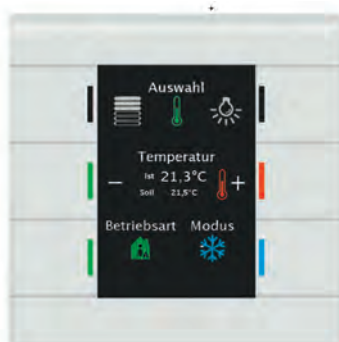 Auswahl
Temperatur
− Ist 21,3°C +
Soll 21,5°C
Betriebsart Modus